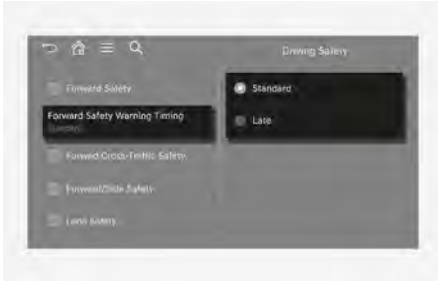 Driving Safety
Forward Safety
Forward Safety Warning Timing
Standard
Forward Cross-Traffic Safety
Forward/Side Safety
Lane Safety
Standard
Late